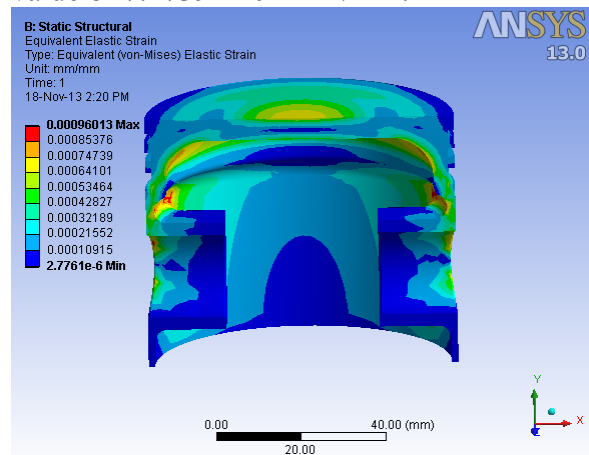 B: Static Structural
Equivalent Elastic Strain
Type: Equivalent (von-Mises) Elastic Strain
Unit: mm/mm
Time: 1
18-Nov-13 2:20 PM
ANSYS
13.0
0.00096013 Max
0.00085376
0.00074739
0.00064101
0.00053464
0.00042827
0.00032189
0.00021552
0.00010915
2.7761e-6 Min
0.00
40.00 (mm)
20.00
Y
X
Z